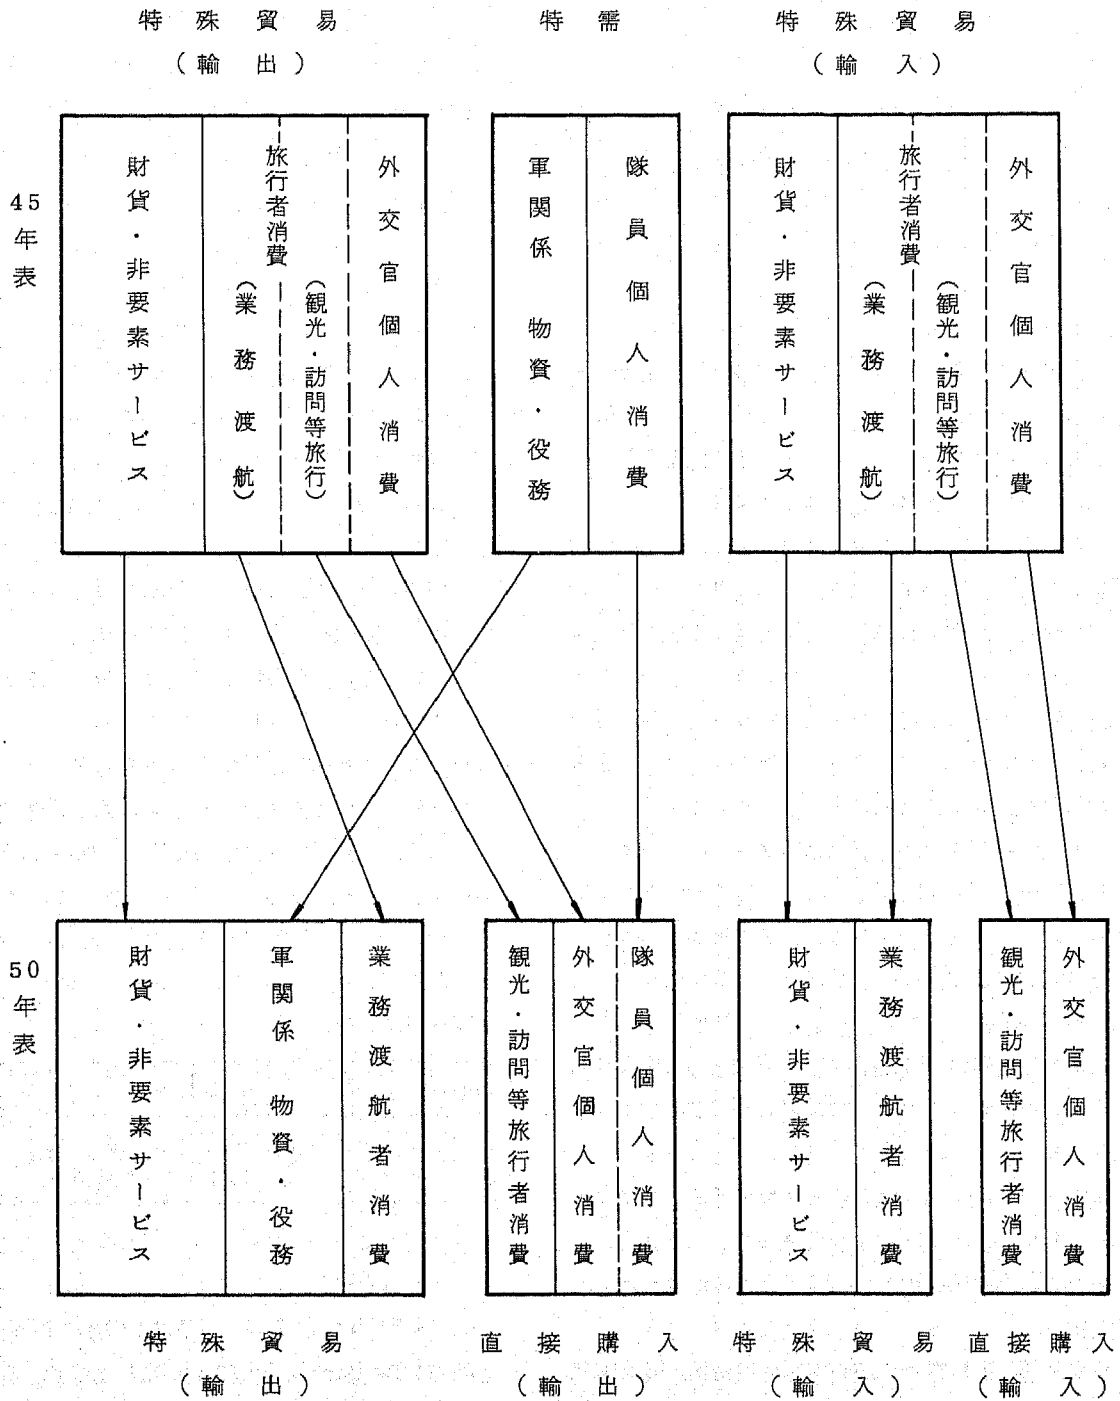 特殊貿易
（輸出）
特需
特殊貿易
（輸入）
45年表
財貨・非要素サービス
旅行者消費
（業務渡航）
（観光・訪問等旅行）
外交官個人消費
軍関係 物資・役務
隊員個人消費
財貨・非要素サービス
旅行者消費
（業務渡航）
（観光・訪問等旅行）
外交官個人消費
50年表
財貨・非要素サービス
軍関係 物資・役務
業務渡航者消費
観光・訪問等旅行者消費
外交官個人消費
隊員個人消費
財貨・非要素サービス
業務渡航者消費
観光・訪問等旅行者消費
外交官個人消費
特殊貿易
（輸出）
直接購入
（輸出）
特殊貿易
（輸入）
直接購入
（輸入）